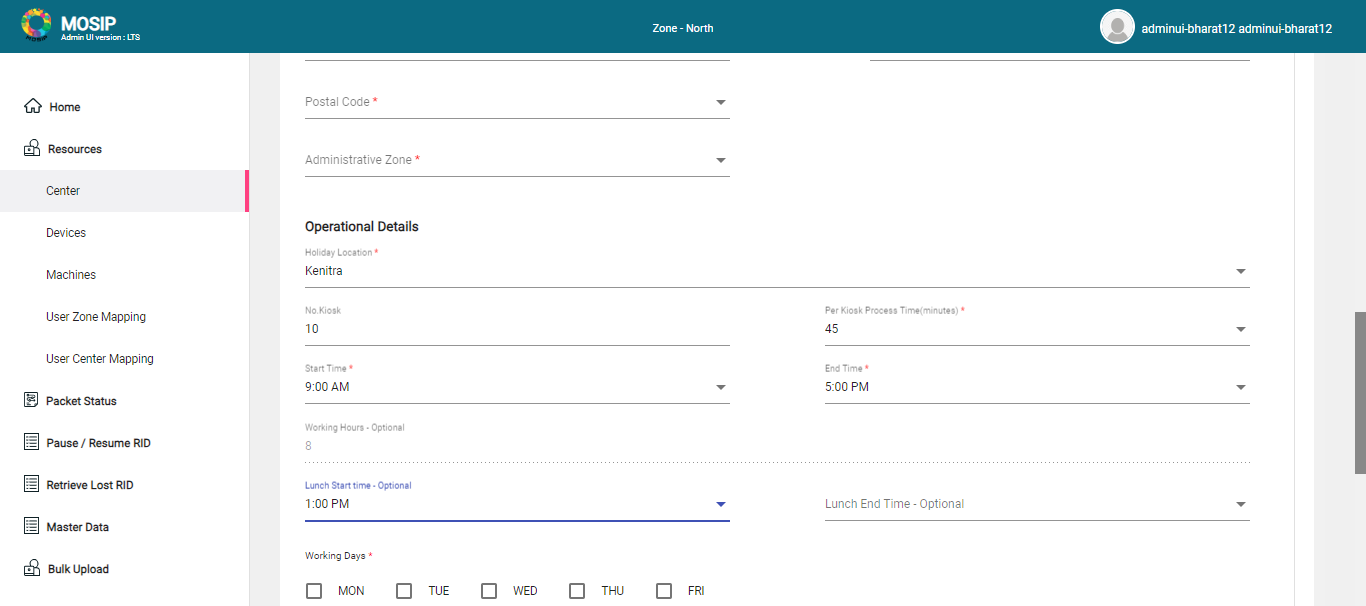 MOSIP
Admin UI version : LTS
Zone - North
adminui-bharat12 adminui-bharat12
Home
Resources
Center
Devices
Machines
User Zone Mapping
User Center Mapping
Packet Status
Pause / Resume RID
Retrieve Lost RID
Master Data
Bulk Upload
Postal Code *
Administrative Zone *
Operational Details
Holiday Location *
Kenitra
No.Kiosk
10
Per Kiosk Process Time(minutes) *
45
Start Time *
9:00 AM
End Time *
5:00 PM
Working Hours - Optional
8
Lunch Start time - Optional
1:00 PM
Lunch End Time - Optional
Working Days *
MON TUE WED THU FRI